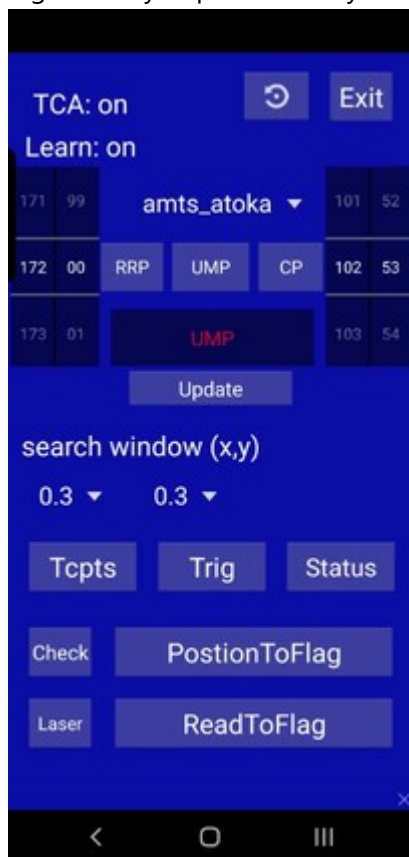 TCA: on
Exit
Learn: on
171 99 amts_atoka 101 52
172 00 RRP UMP CP 102 53
173 01 UMP 103 54
Update
search window (x,y)
0.3 0.3
Tcpts Trig Status
Check PostionToFlag
Laser ReadToFlag